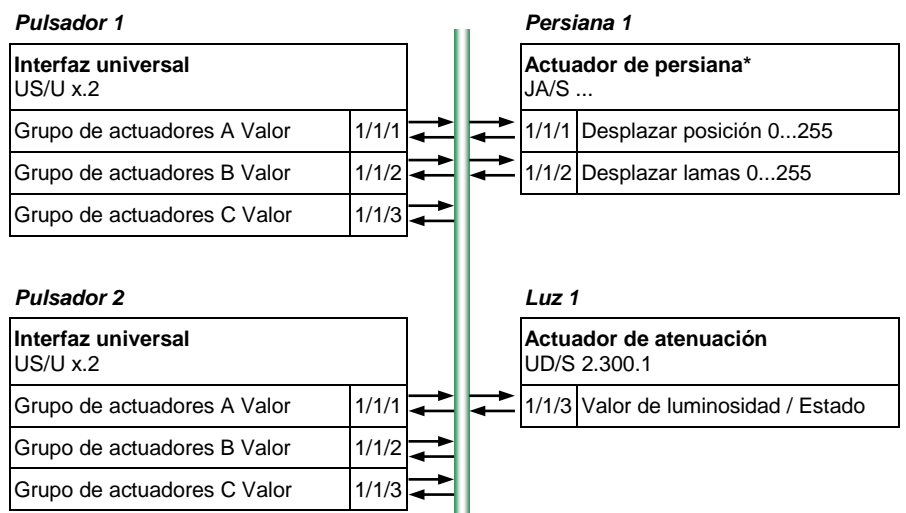 Pulsador 1
Interfaz universal
US/U x.2
Grupo de actuadores A Valor 1/1/1
Grupo de actuadores B Valor 1/1/2
Grupo de actuadores C Valor 1/1/3
Persiana 1
Actuador de persiana*
JA/S ...
1/1/1 Desplazar posición 0...255
1/1/2 Desplazar lamas 0...255
Pulsador 2
Interfaz universal
US/U x.2
Grupo de actuadores A Valor 1/1/1
Grupo de actuadores B Valor 1/1/2
Grupo de actuadores C Valor 1/1/3
Luz 1
Actuador de atenuación
UD/S 2.300.1
1/1/3 Valor de luminosidad / Estado